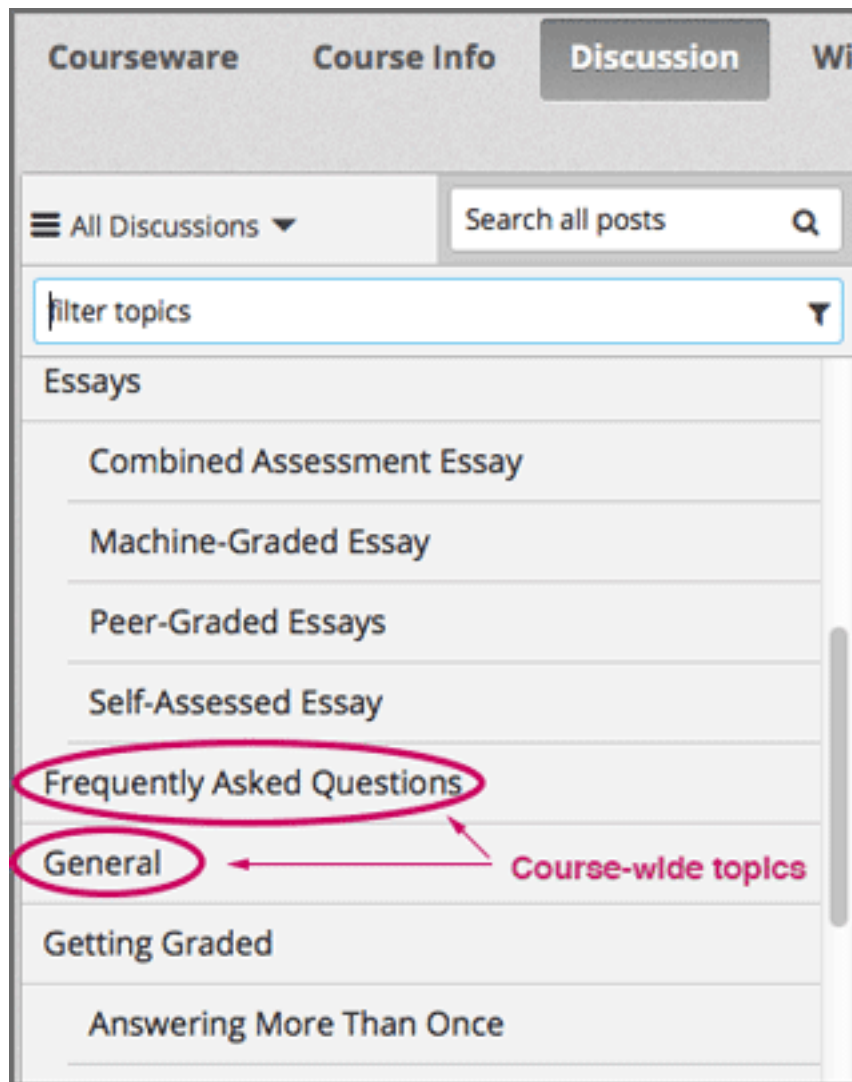 Courseware Course Info Discussion Wi
All Discussions Search all posts
filter topics
Essays
Combined Assessment Essay
Machine-Graded Essay
Peer-Graded Essays
Self-Assessed Essay
Frequently Asked Questions
General
Course-wide topics
Getting Graded
Answering More Than Once